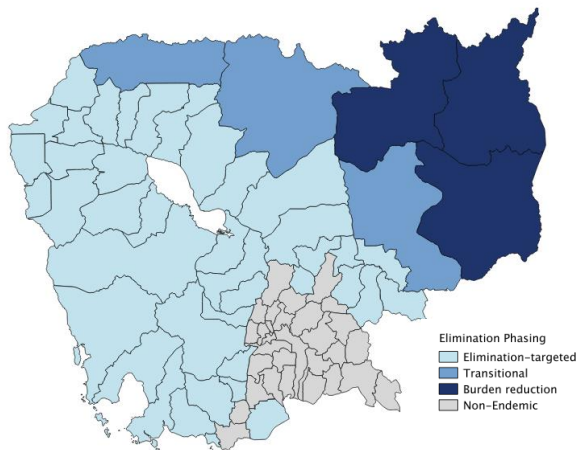 Elimination Phasing
Elimination-targeted
Transitional
Burden reduction
Non-Endemic